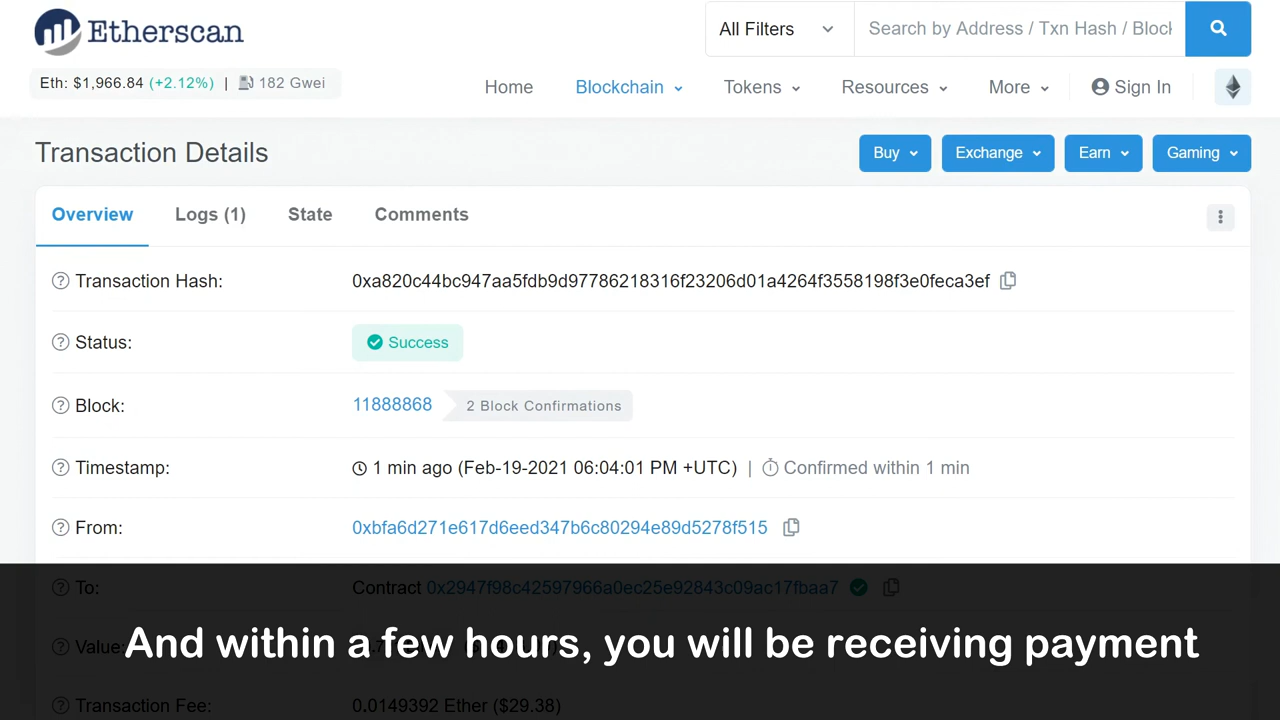 Etherscan
All Filters
Search by Address / Txn Hash / Block
Eth: $1,966.84 (+2.12%) | 182 Gwei
Home Blockchain Tokens Resources More Sign In
Transaction Details
Buy Exchange Earn Gaming
Overview Logs (1) State Comments
Transaction Hash: 0xa820c44bc947aa5fdb9d97786218316f23206d01a4264f3558198f3e0feca3ef
Status: Success
Block: 11888868 2 Block Confirmations
Timestamp: 1 min ago (Feb-19-2021 06:04:01 PM +UTC) | Confirmed within 1 min
From: 0xbfa6d271e617d6eed347b6c80294e89d5278f515
To: Contract 0x2947f98c42597966a0ec25e92843c09ac17fbaa7
Value:
And within a few hours, you will be receiving payment
Transaction Fee: 0.0149392 Ether ($29.38)